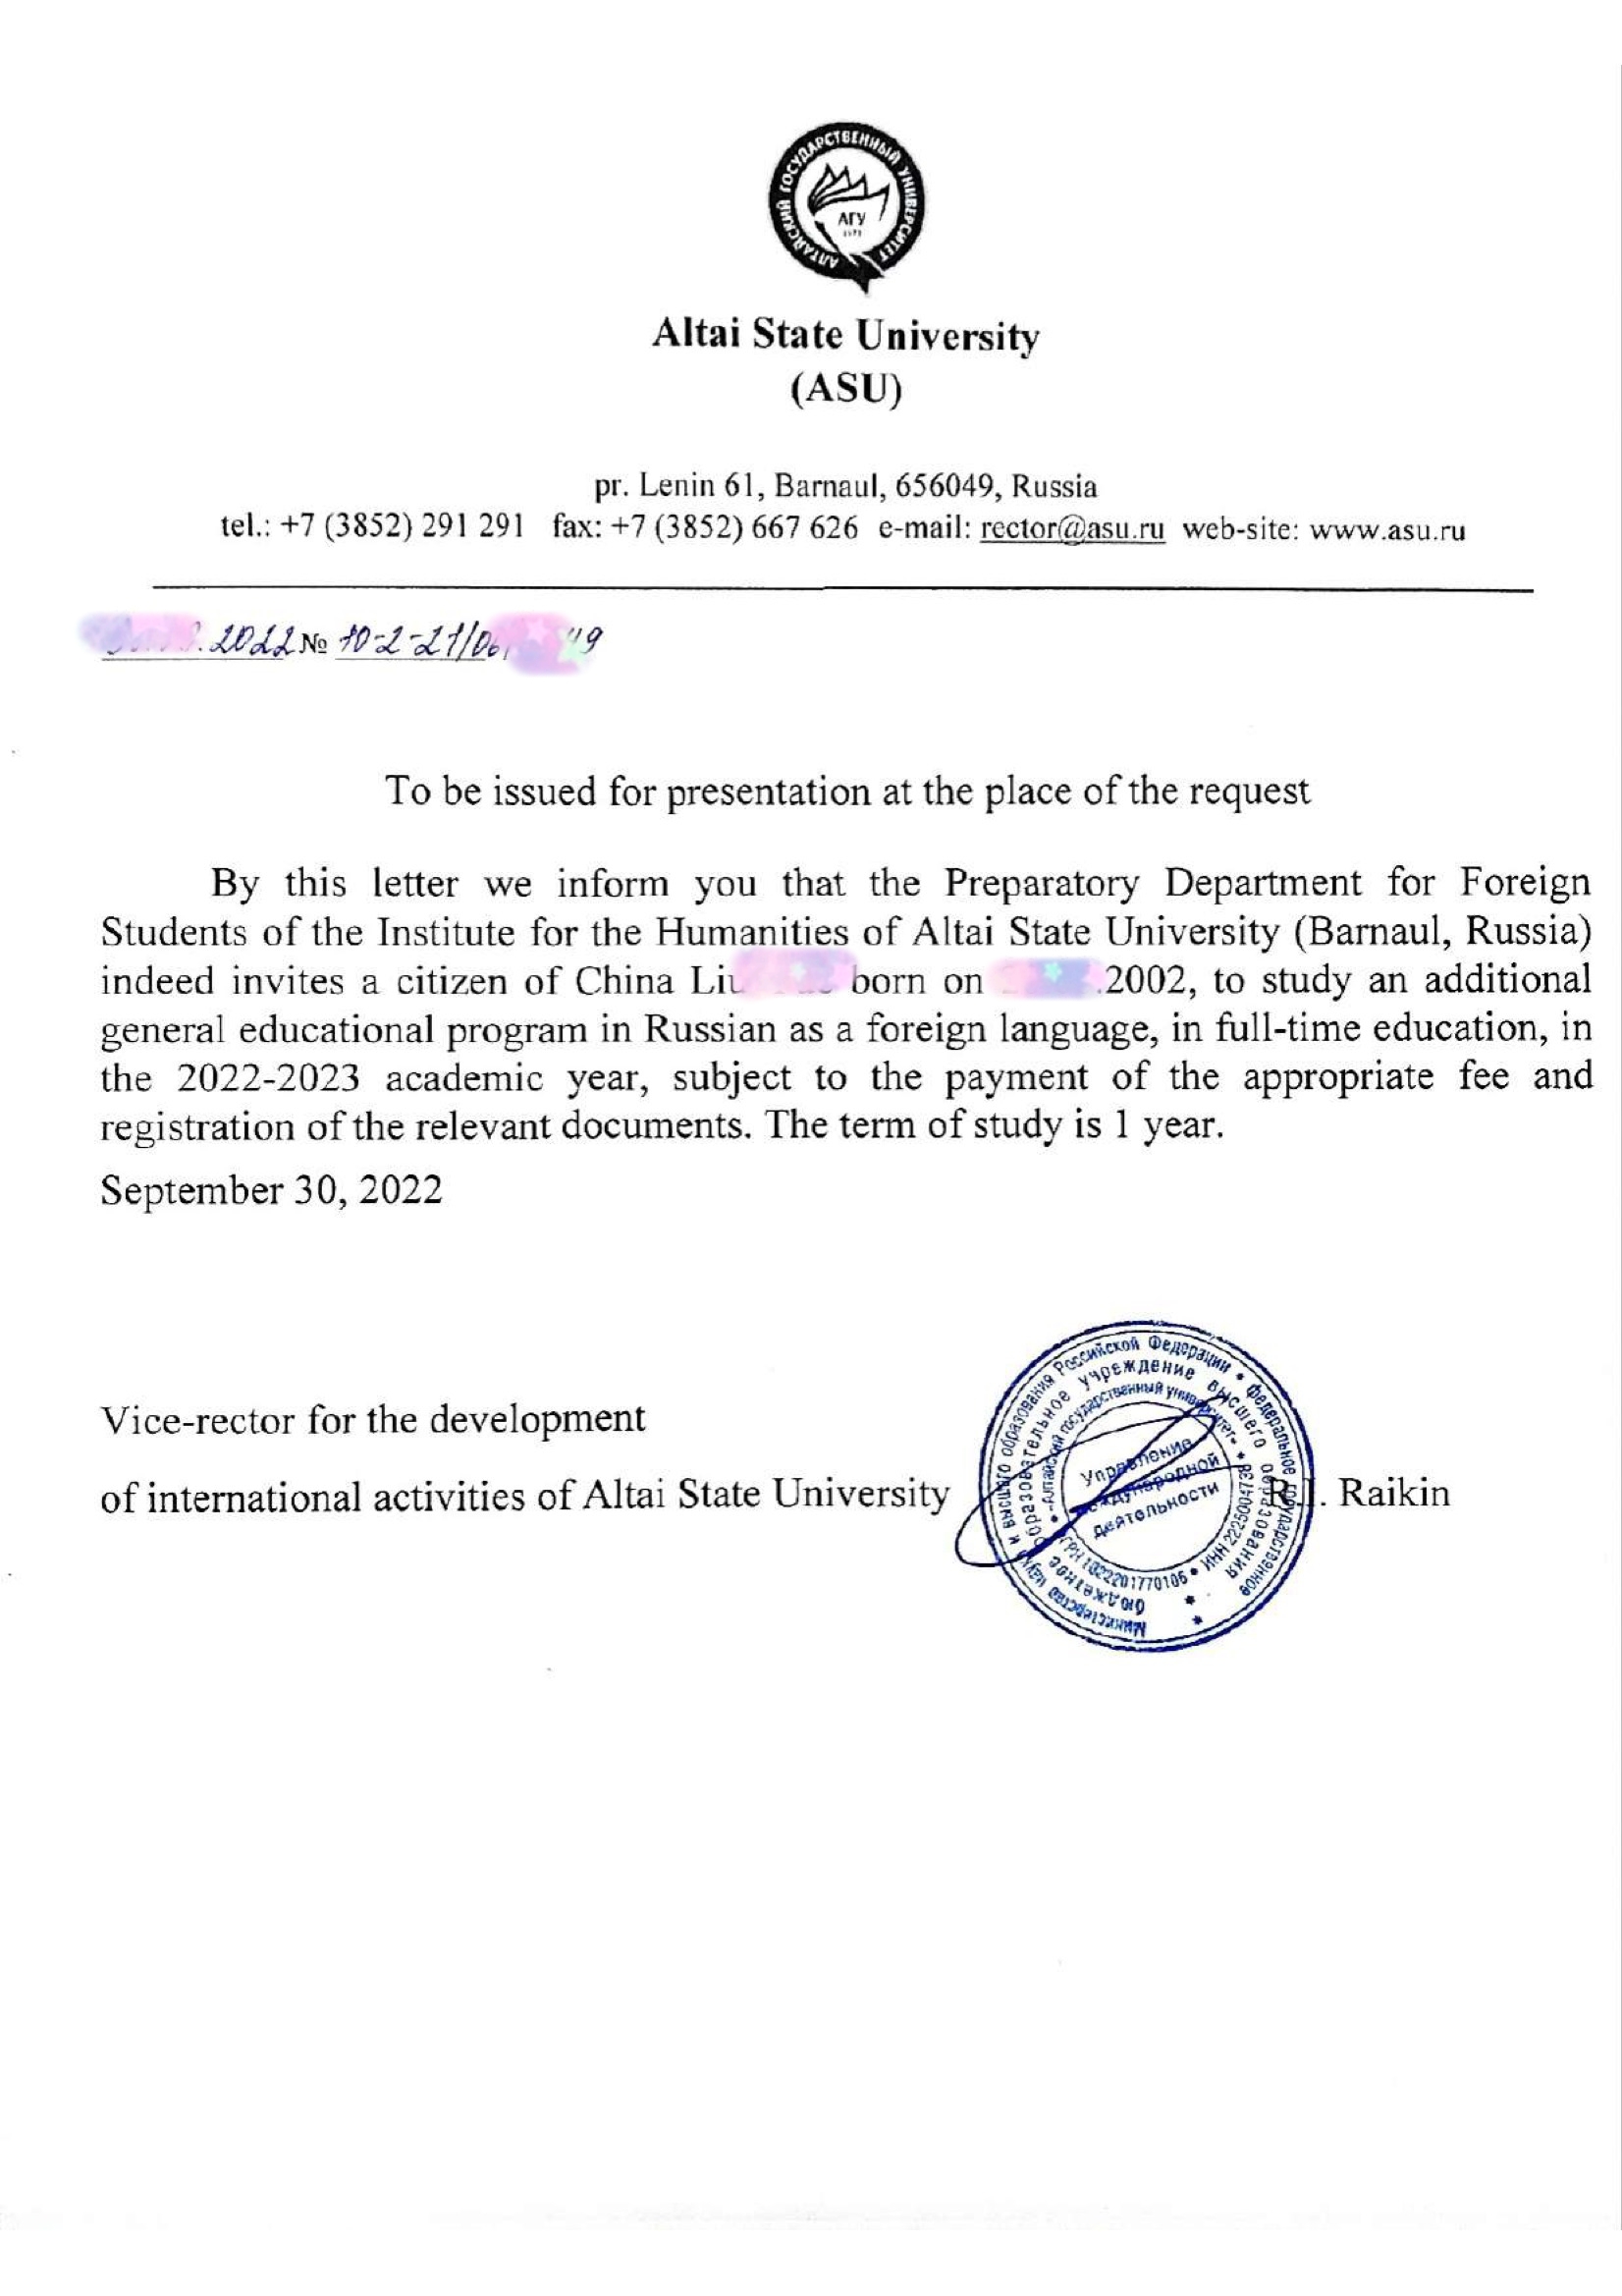 АЛТАЙСКИЙ ГОСУДАРСТВЕННЫЙ УНИВЕРСИТЕТ
АГУ
Altai State University
(ASU)
pr. Lenin 61, Barnaul, 656049, Russia
tel.: +7 (3852) 291 291 fax: +7 (3852) 667 626 e-mail: rector@asu.ru web-site: www.asu.ru
.2022 № 10-2-21/06 49
To be issued for presentation at the place of the request
By this letter we inform you that the Preparatory Department for Foreign
Students of the Institute for the Humanities of Altai State University (Barnaul, Russia)
indeed invites a citizen of China Liu born on .2002, to study an additional
general educational program in Russian as a foreign language, in full-time education, in
the 2022-2023 academic year, subject to the payment of the appropriate fee and
registration of the relevant documents. The term of study is 1 year.
September 30, 2022
Vice-rector for the development
of international activities of Altai State University R.I. Raikin
Министерство науки и высшего образования Российской Федерации • федеральное государственное
бюджетное образовательное учреждение высшего образования
«Алтайский государственный университет» • ИНН 2225004738 • ОГРН 1022201770106 •
Управление
международной
деятельности